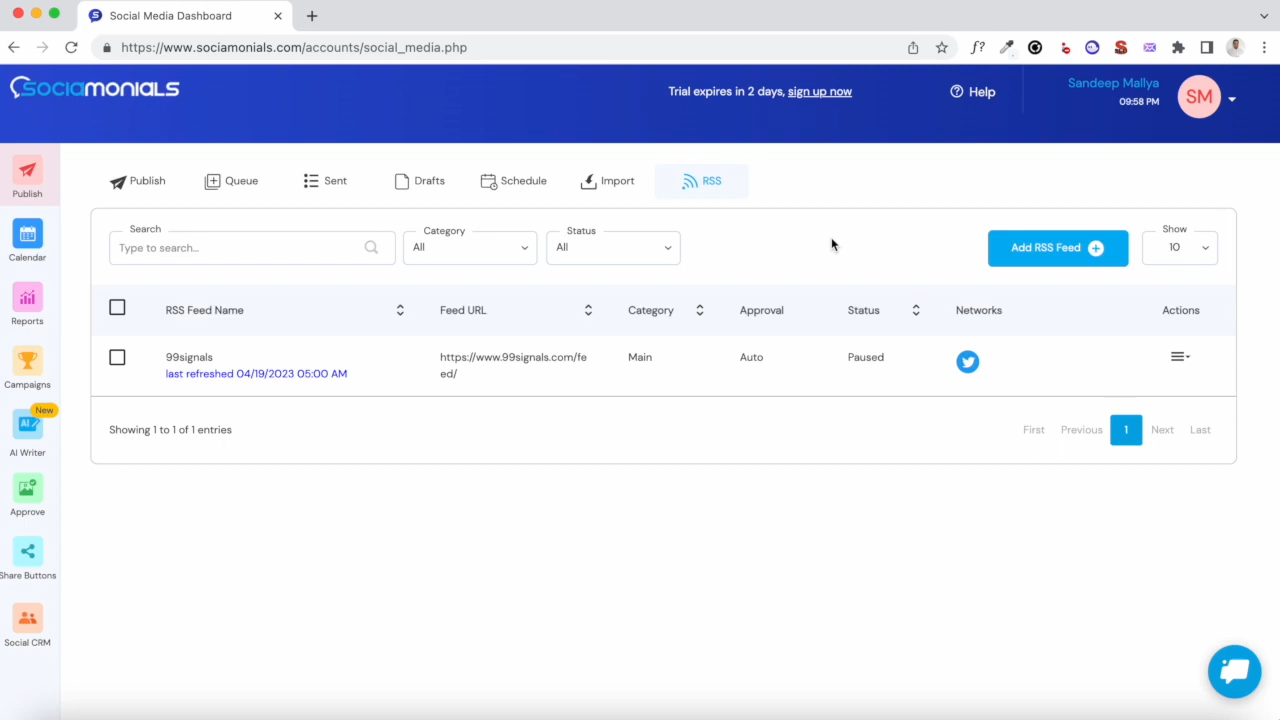 Social Media Dashboard
https://www.sociamonials.com/accounts/social_media.php
f?
SOCIAMONIALS
Trial expires in 2 days, sign up now
Help
Sandeep Mallya
09:58 PM
SM
Publish
Calendar
Reports
Campaigns
New
AI
AI Writer
Approve
Share Buttons
Social CRM
Publish
Queue
Sent
Drafts
Schedule
Import
RSS
Search
Type to search...
Category
All
Status
All
Add RSS Feed
Show
10
RSS Feed Name
Feed URL
Category
Approval
Status
Networks
Actions
99signals
last refreshed 04/19/2023 05:00 AM
https://www.99signals.com/fe
ed/
Main
Auto
Paused
Showing 1 to 1 of 1 entries
First
Previous
1
Next
Last